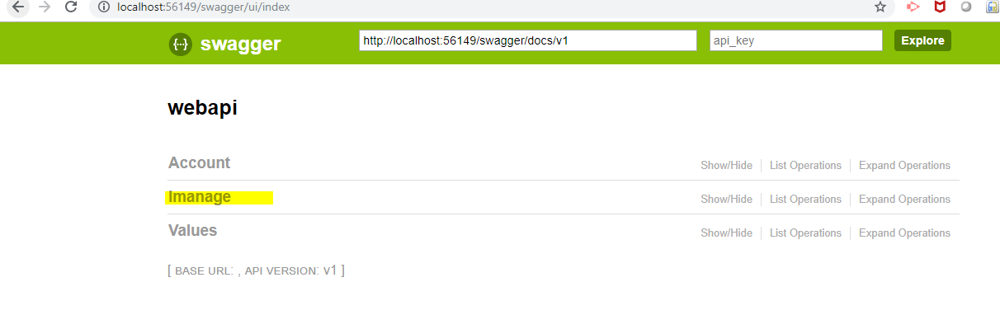 localhost:56149/swagger/ui/index
{··} swagger http://localhost:56149/swagger/docs/v1 api_key Explore
webapi
Account Show/Hide List Operations Expand Operations
Imanage Show/Hide List Operations Expand Operations
Values Show/Hide List Operations Expand Operations
[ BASE URL: , API VERSION: v1 ]